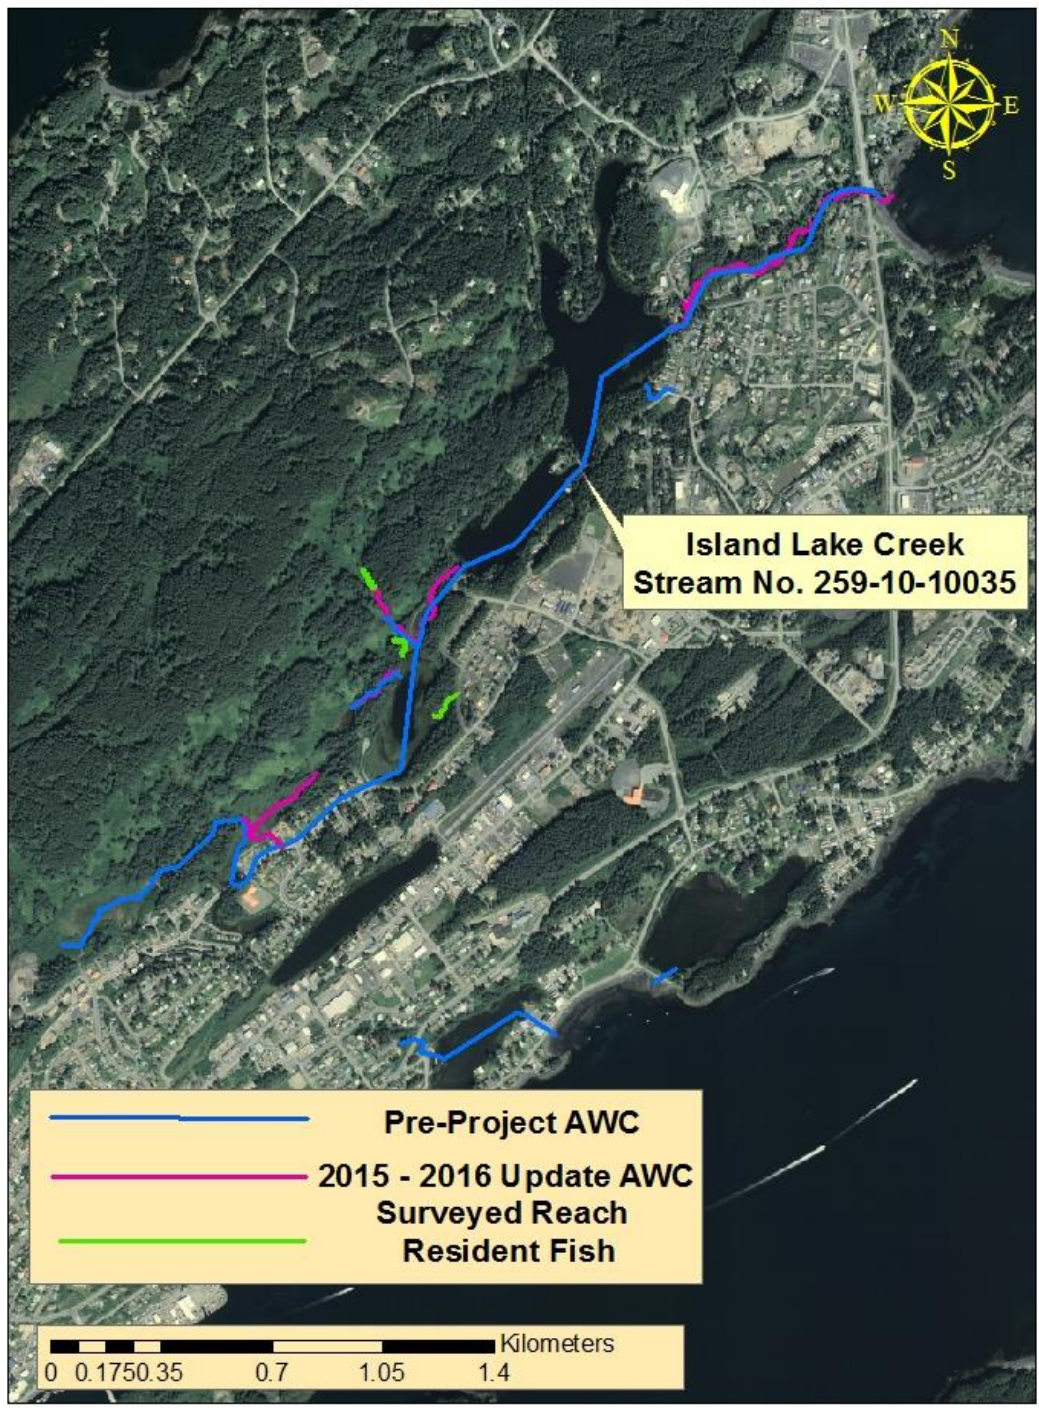 N
W E
S
Island Lake Creek
Stream No. 259-10-10035
Pre-Project AWC
2015 - 2016 Update AWC
Surveyed Reach
Resident Fish
Kilometers
0 0.1750.35 0.7 1.05 1.4